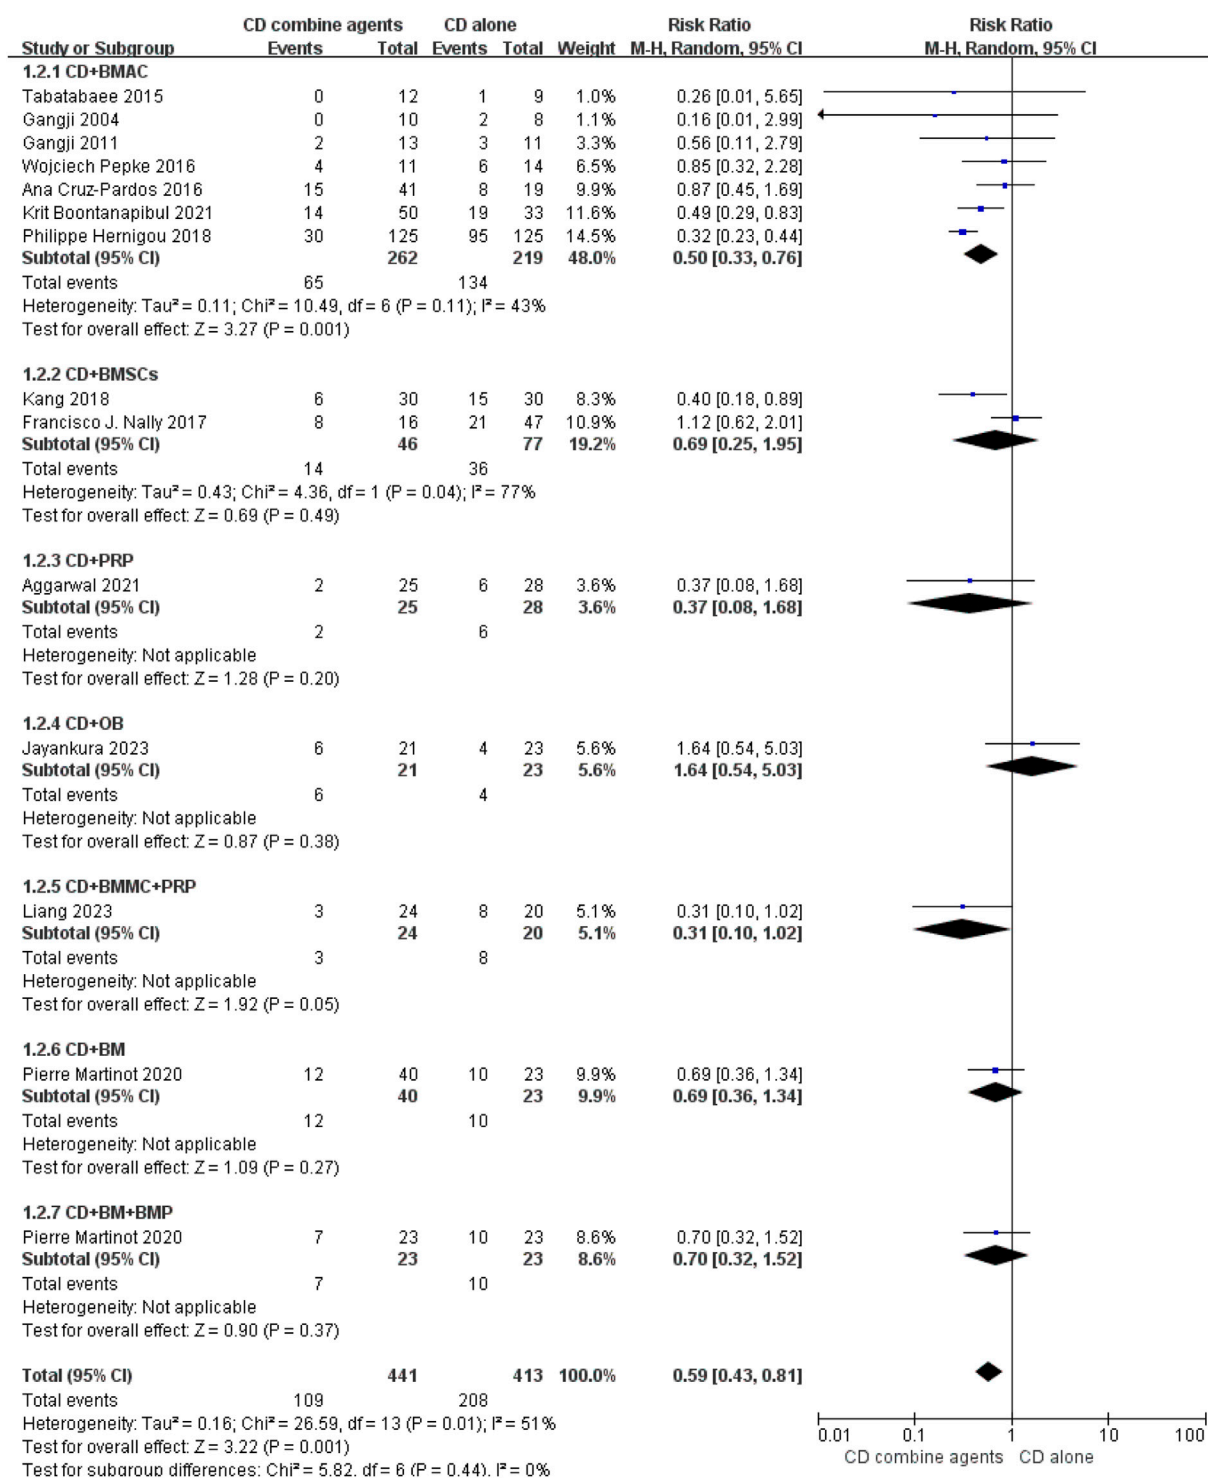 CD combine agents CD alone Risk Ratio Risk Ratio
Study or Subgroup Events Total Events Total Weight M-H, Random, 95% CI M-H, Random, 95% CI
1.2.1 CD+BMAC
Tabatabaee 2015 0 12 1 9 1.0% 0.26 [0.01, 5.65]
Gangji 2004 0 10 2 8 1.1% 0.16 [0.01, 2.99]
Gangji 2011 2 13 3 11 3.3% 0.56 [0.11, 2.79]
Wojciech Pepke 2016 4 11 6 14 6.5% 0.85 [0.32, 2.28]
Ana Cruz-Pardos 2016 15 41 8 19 9.9% 0.87 [0.45, 1.69]
Krit Boontanapibul 2021 14 50 19 33 11.6% 0.49 [0.29, 0.83]
Philippe Hernigou 2018 30 125 95 125 14.5% 0.32 [0.23, 0.44]
Subtotal (95% CI) 262 219 48.0% 0.50 [0.33, 0.76]
Total events 65 134
Heterogeneity: Tau² = 0.11; Chi² = 10.49, df = 6 (P = 0.11); I² = 43%
Test for overall effect: Z = 3.27 (P = 0.001)
1.2.2 CD+BMSCs
Kang 2018 6 30 15 30 8.3% 0.40 [0.18, 0.89]
Francisco J. Nally 2017 8 16 21 47 10.9% 1.12 [0.62, 2.01]
Subtotal (95% CI) 46 77 19.2% 0.69 [0.25, 1.95]
Total events 14 36
Heterogeneity: Tau² = 0.43; Chi² = 4.36, df = 1 (P = 0.04); I² = 77%
Test for overall effect: Z = 0.69 (P = 0.49)
1.2.3 CD+PRP
Aggarwal 2021 2 25 6 28 3.6% 0.37 [0.08, 1.68]
Subtotal (95% CI) 25 28 3.6% 0.37 [0.08, 1.68]
Total events 2 6
Heterogeneity: Not applicable
Test for overall effect: Z = 1.28 (P = 0.20)
1.2.4 CD+OB
Jayankura 2023 6 21 4 23 5.6% 1.64 [0.54, 5.03]
Subtotal (95% CI) 21 23 5.6% 1.64 [0.54, 5.03]
Total events 6 4
Heterogeneity: Not applicable
Test for overall effect: Z = 0.87 (P = 0.38)
1.2.5 CD+BMMC+PRP
Liang 2023 3 24 8 20 5.1% 0.31 [0.10, 1.02]
Subtotal (95% CI) 24 20 5.1% 0.31 [0.10, 1.02]
Total events 3 8
Heterogeneity: Not applicable
Test for overall effect: Z = 1.92 (P = 0.05)
1.2.6 CD+BM
Pierre Martinot 2020 12 40 10 23 9.9% 0.69 [0.36, 1.34]
Subtotal (95% CI) 40 23 9.9% 0.69 [0.36, 1.34]
Total events 12 10
Heterogeneity: Not applicable
Test for overall effect: Z = 1.09 (P = 0.27)
1.2.7 CD+BM+BMP
Pierre Martinot 2020 7 23 10 23 8.6% 0.70 [0.32, 1.52]
Subtotal (95% CI) 23 23 8.6% 0.70 [0.32, 1.52]
Total events 7 10
Heterogeneity: Not applicable
Test for overall effect: Z = 0.90 (P = 0.37)
Total (95% CI) 441 413 100.0% 0.59 [0.43, 0.81]
Total events 109 208
Heterogeneity: Tau² = 0.16; Chi² = 26.59, df = 13 (P = 0.01); I² = 51%
Test for overall effect: Z = 3.22 (P = 0.001)
Test for subgroup differences: Chi² = 5.82, df = 6 (P = 0.44), I² = 0%
0.01 0.1 1 10 100
CD combine agents CD alone